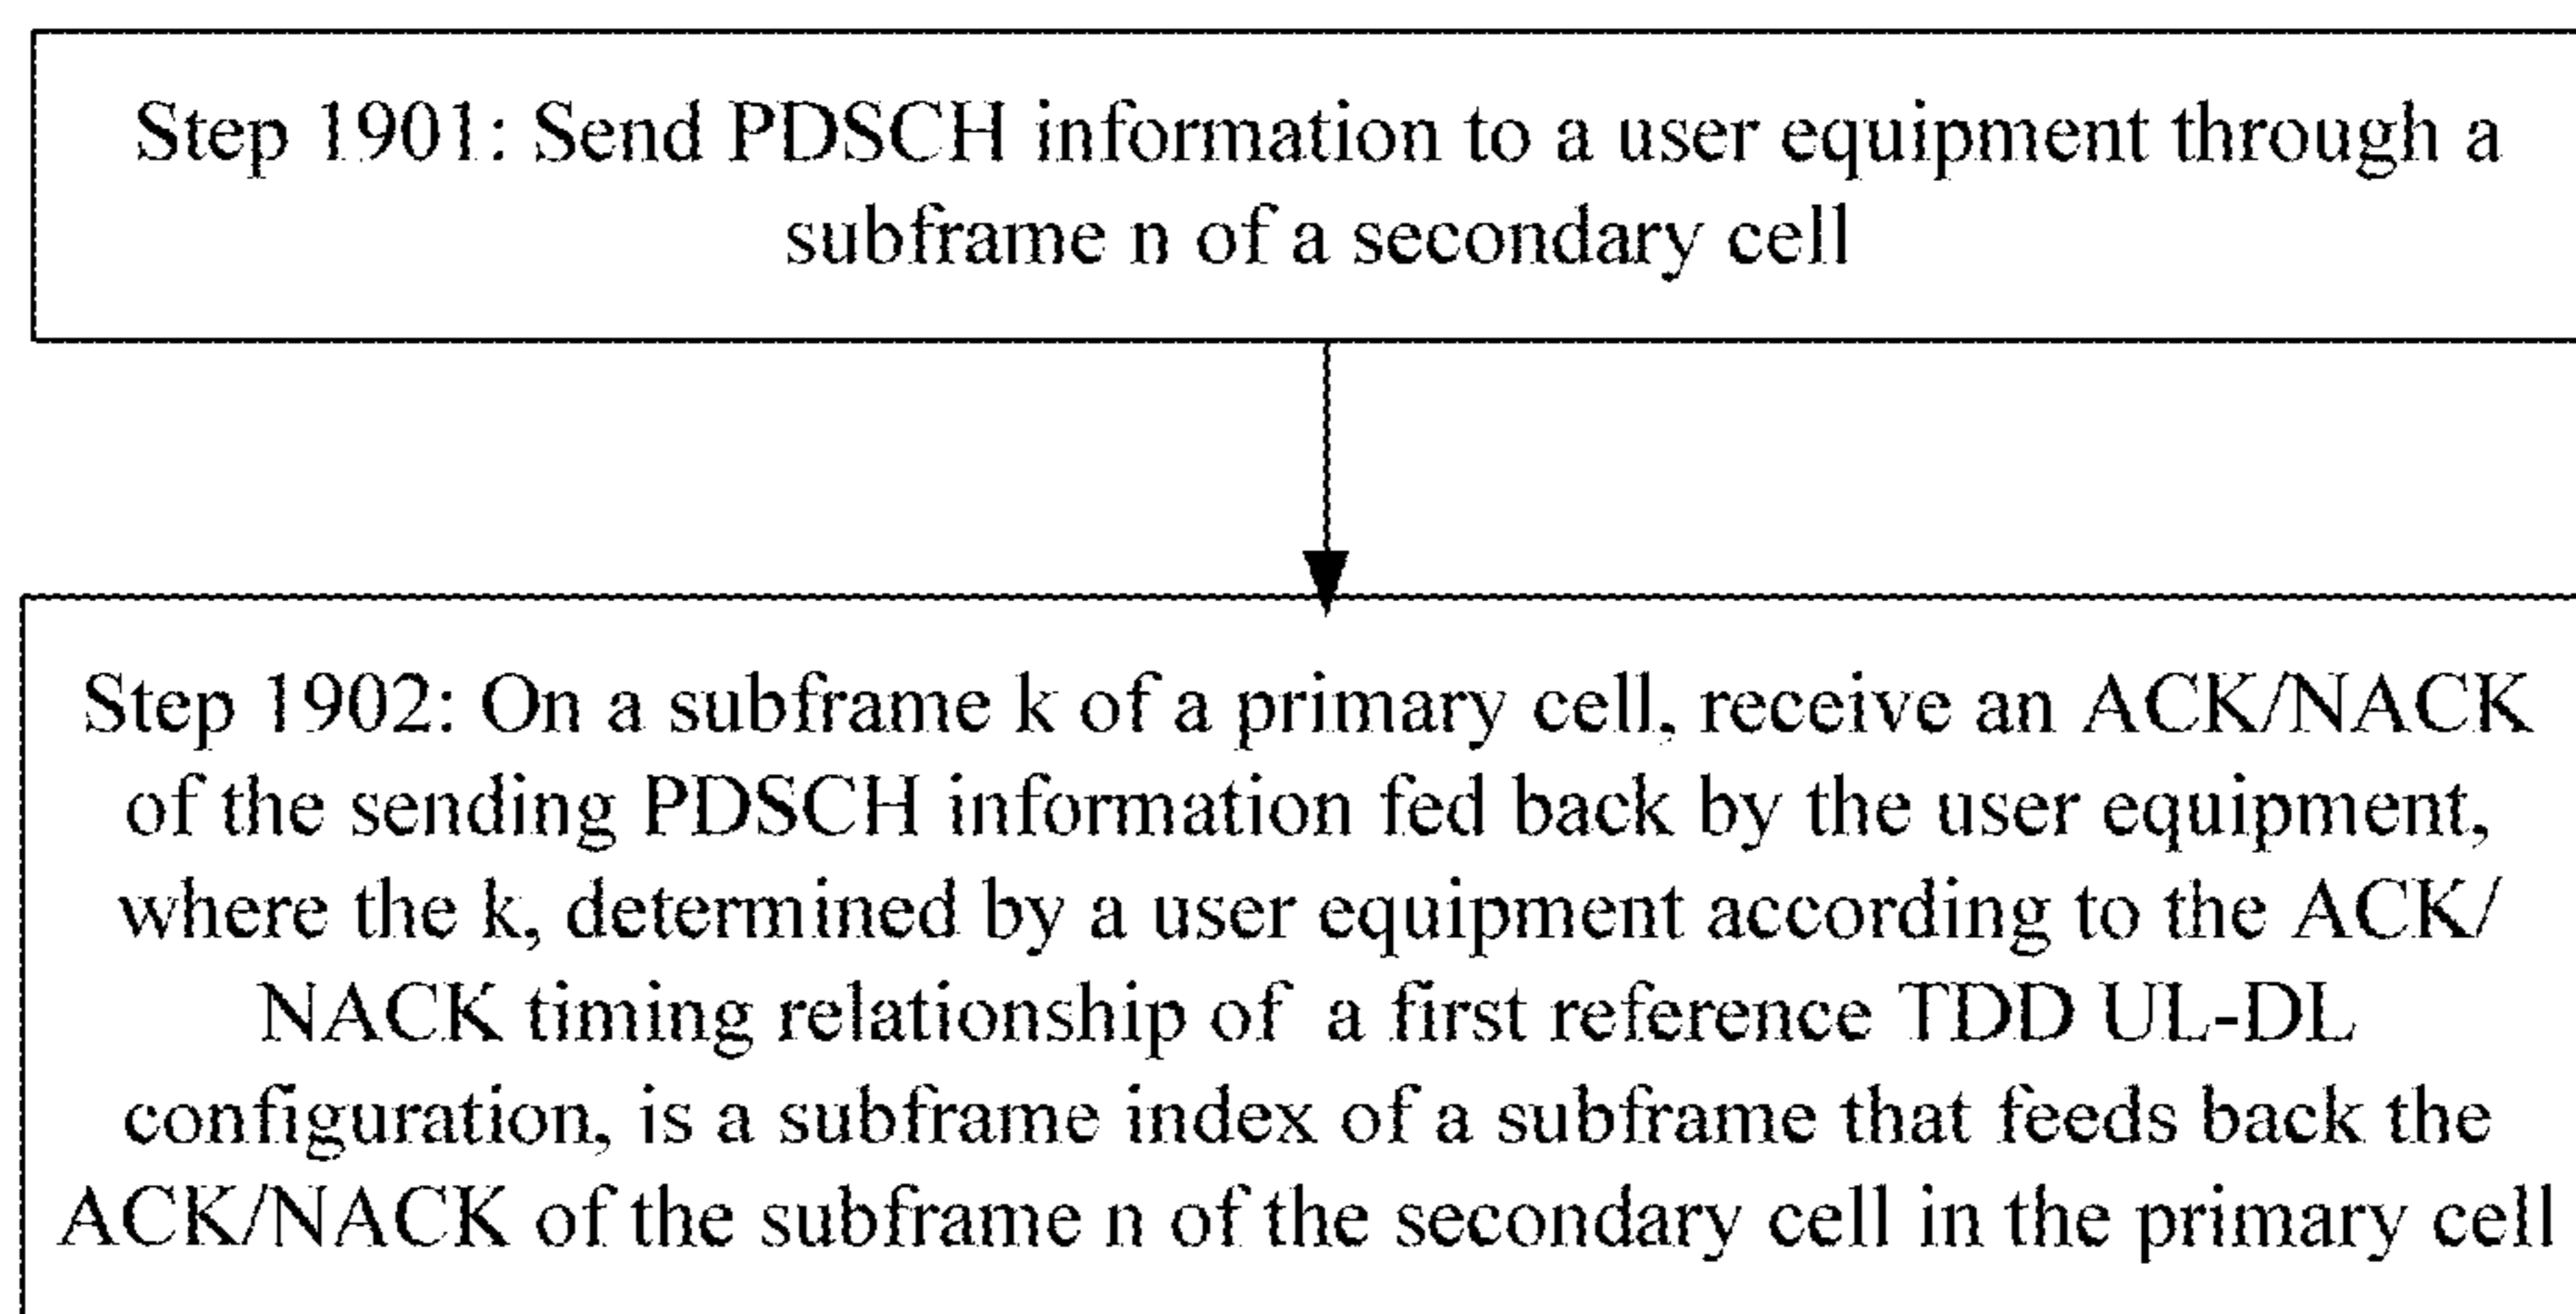 Step 1901: Send PDSCH information to a user equipment through a
subframe n of a secondary cell
Step 1902: On a subframe k of a primary cell, receive an ACK/NACK
of the sending PDSCH information fed back by the user equipment,
where the k, determined by a user equipment according to the ACK/
NACK timing relationship of a first reference TDD UL-DL
configuration, is a subframe index of a subframe that feeds back the
ACK/NACK of the subframe n of the secondary cell in the primary cell